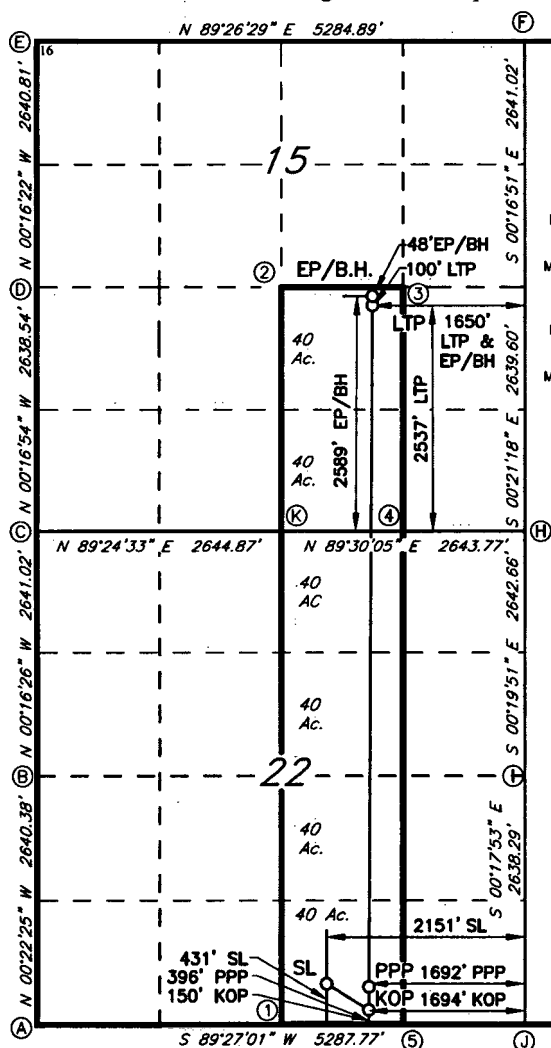 F
N 89°26'29" E 5284.89'
E
16
N 00°16'22" W 2640.81'
15
S 00°16'51" E 2641.02'
48' EP/BH
100' LTP
2
EP/B.H.
D
3
LTP
1650'
LTP &
EP/BH
40
Ac.
N 00°16'54" W 2638.54'
2589' EP/BH
2537' LTP
S 00°21'18" E 2639.60'
40
Ac.
C
K
4
H
N 89°24'33" E 2644.87'
N 89°30'05" E 2643.77'
40
AC
N 00°16'26" W 2641.02'
S 00°19'51" E 2642.66'
40
Ac.
B
22
I
40
Ac.
N 00°22'25" W 2640.38'
S 00°17'53" E
2638.29'
40 Ac.
2151' SL
431' SL
SL
396' PPP
PPP 1692' PPP
150' KOP
KOP 1694' KOP
1
A
S 89°27'01" W 5287.77'
5
J